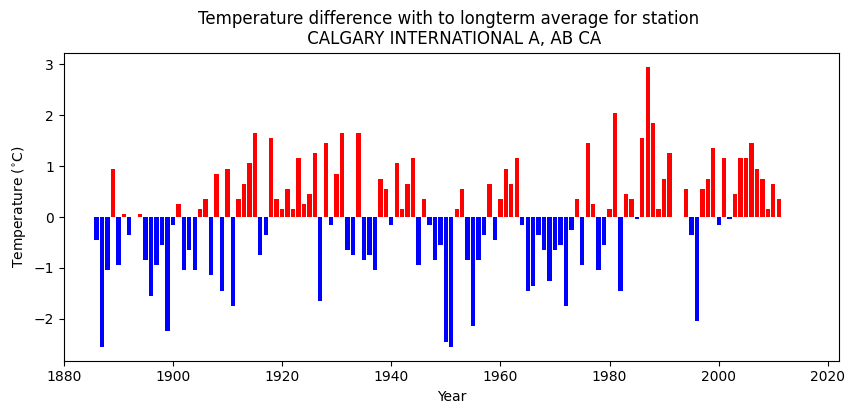 Temperature difference with to longterm average for station
CALGARY INTERNATIONAL A, AB CA
3
2
1
0
−1
−2
Temperature (°C)
1880 1900 1920 1940 1960 1980 2000 2020
Year